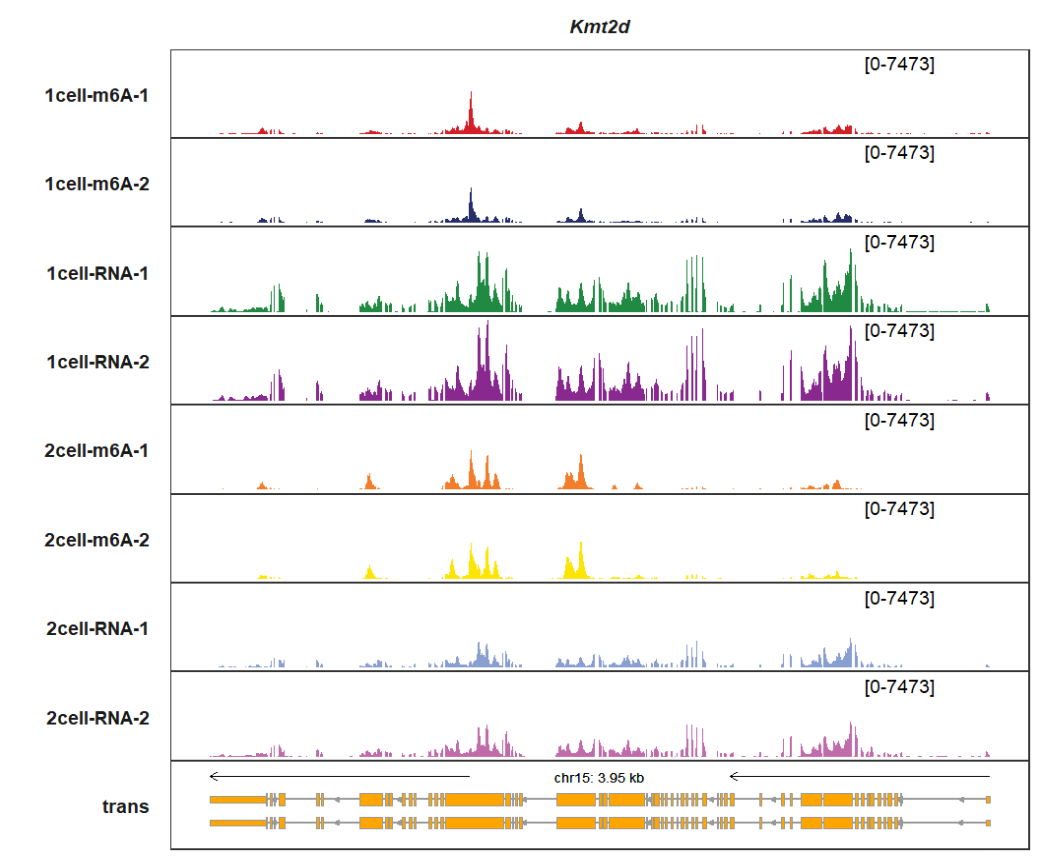 Kmt2d
1cell-m6A-1
[0-7473]
1cell-m6A-2
[0-7473]
1cell-RNA-1
[0-7473]
1cell-RNA-2
[0-7473]
2cell-m6A-1
[0-7473]
2cell-m6A-2
[0-7473]
2cell-RNA-1
[0-7473]
2cell-RNA-2
[0-7473]
chr15: 3.95 kb
trans